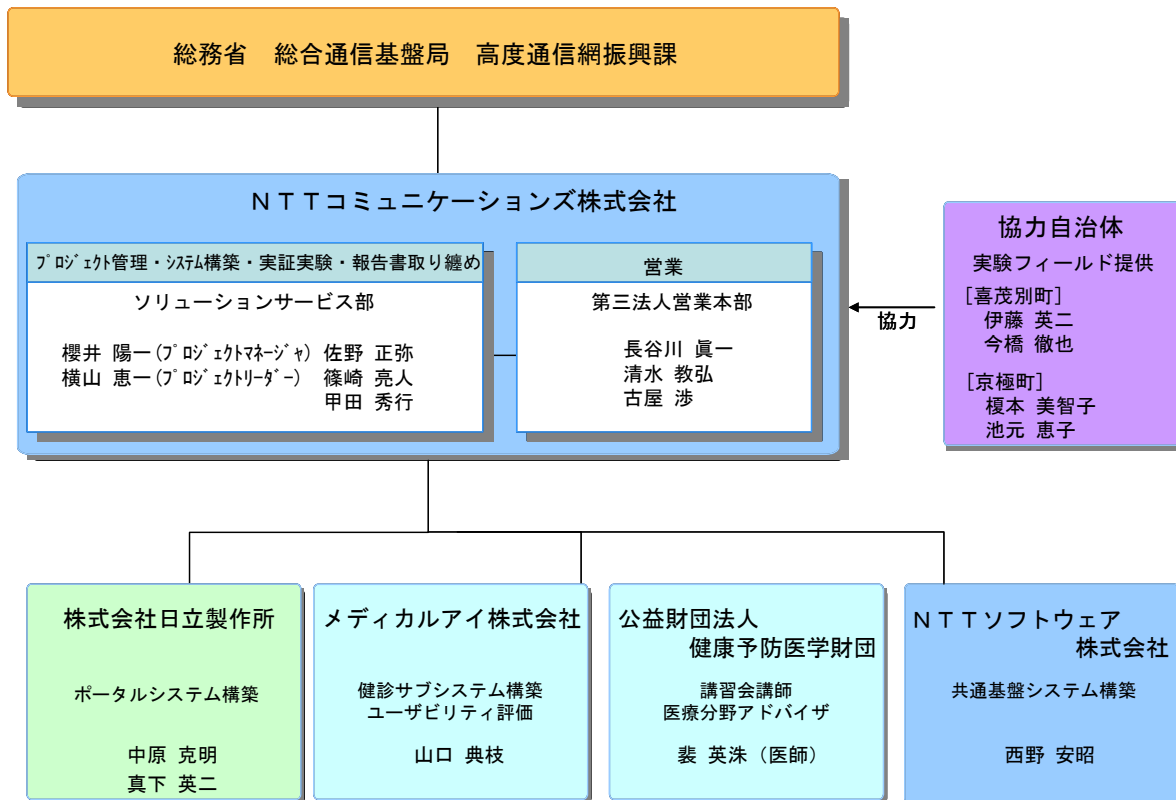 総務省　総合通信基盤局　高度通信網振興課
ＮＴＴコミュニケーションズ株式会社
ﾌﾟﾛｼﾞｪｸﾄ管理・ｼｽﾃﾑ構築・実証実験・報告書取り纏め
ソリューションサービス部
櫻井 陽一(ﾌﾟﾛｼﾞｪｸﾄﾏﾈｰｼﾞｬ) 佐野 正弥
横山 恵一(ﾌﾟﾛｼﾞｪｸﾄﾘｰﾀﾞｰ) 篠崎 亮人
甲田 秀行
営業
第三法人営業本部
長谷川 眞一
清水 教弘
古屋 渉
協力
協力自治体
実験フィールド提供
[喜茂別町]
伊藤 英二
今橋 徹也
[京極町]
榎本 美智子
池元 恵子
株式会社日立製作所
ポータルシステム構築
中原 克明
真下 英二
メディカルアイ株式会社
健診サブシステム構築
ユーザビリティ評価
山口 典枝
公益財団法人
健康予防医学財団
講習会講師
医療分野アドバイザ
裴 英洙（医師）
ＮＴＴソフトウェア
株式会社
共通基盤システム構築
西野 安昭